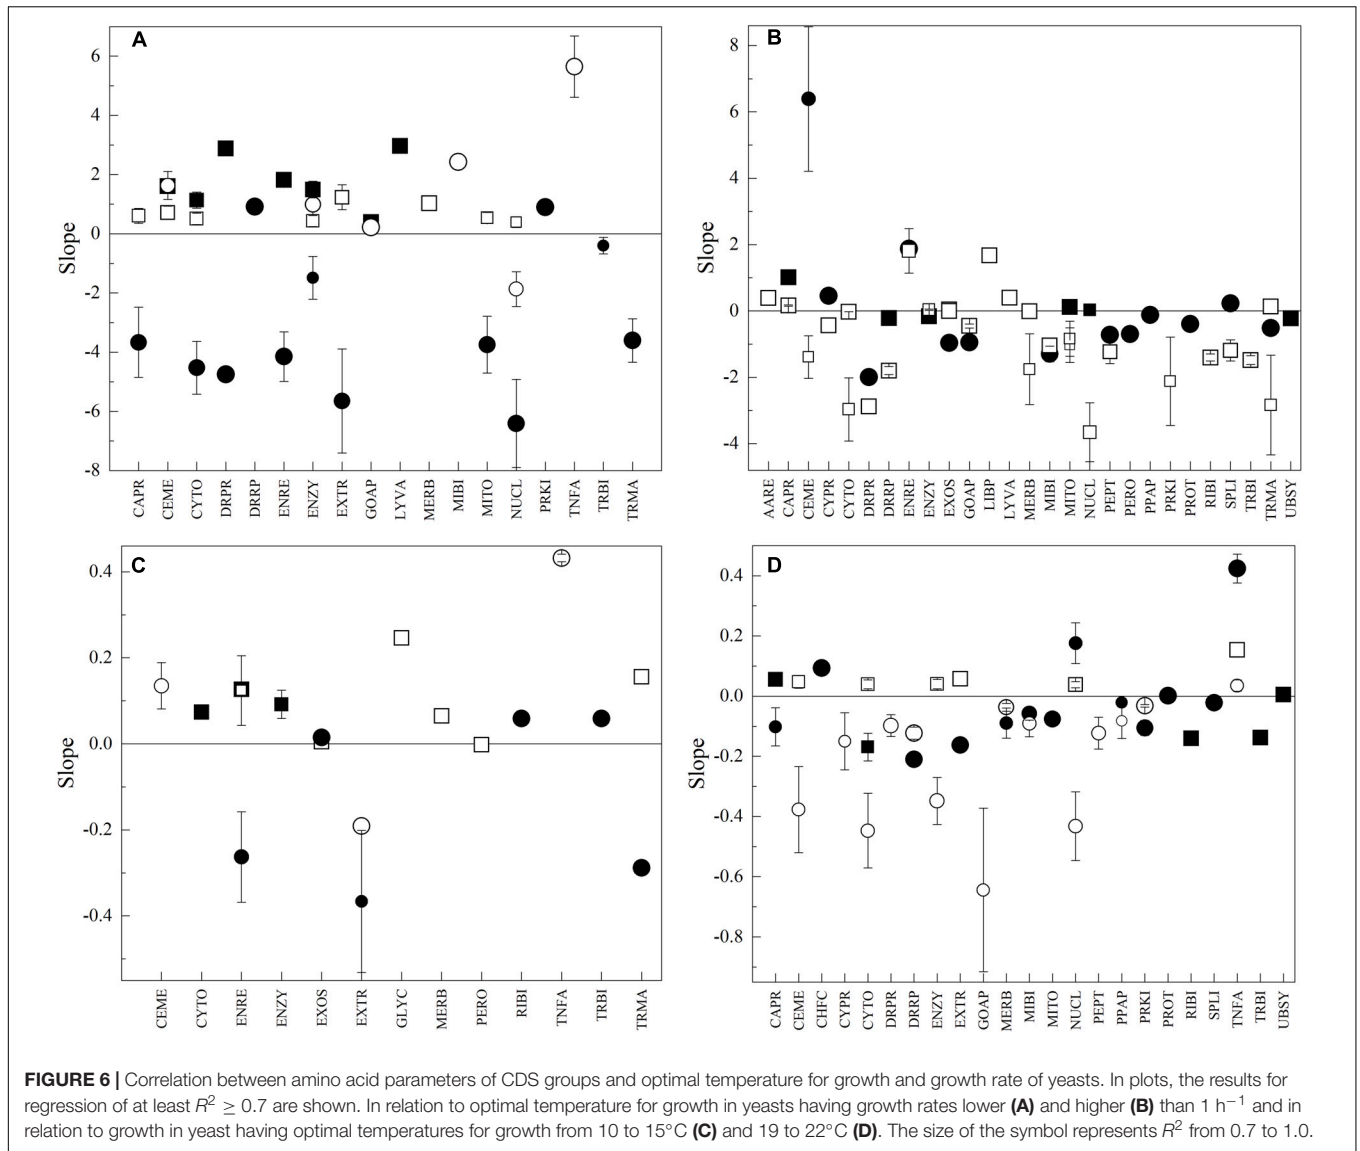 A
6
4
2
0
-2
-4
-6
-8
Slope
CAPR
CEME
CYTO
DRPR
DRRP
ENRE
ENZY
EXTR
GOAP
LYVA
MERB
MIBI
MITO
NUCL
PRKI
TNFA
TRBI
TRMA
B
8
6
4
2
0
-2
-4
Slope
AARE
CAPR
CEME
CYPR
CYTO
DRPR
DRRP
ENRE
ENZY
EXOS
GOAP
LIBP
LYVA
MERB
MIBI
MITO
NUCL
PEPT
PERO
PPAP
PRKI
PROT
RIBI
SPLI
TRBI
TRMA
UBSY
C
0.4
0.2
0.0
-0.2
-0.4
Slope
CEME
CYTO
ENRE
ENZY
EXOS
EXTR
GLYC
MERB
PERO
RIBI
TNFA
TRBI
TRMA
D
0.4
0.2
0.0
-0.2
-0.4
-0.6
-0.8
Slope
CAPR
CEME
CHFC
CYPR
CYTO
DRPR
DRRP
ENZY
EXTR
GOAP
MERB
MIBI
MITO
NUCL
PEPT
PPAP
PRKI
PROT
RIBI
SPLI
TNFA
TRBI
UBSY
FIGURE 6 | Correlation between amino acid parameters of CDS groups and optimal temperature for growth and growth rate of yeasts. In plots, the results for
regression of at least R² ≥ 0.7 are shown. In relation to optimal temperature for growth in yeasts having growth rates lower (A) and higher (B) than 1 h⁻¹ and in
relation to growth in yeast having optimal temperatures for growth from 10 to 15°C (C) and 19 to 22°C (D). The size of the symbol represents R² from 0.7 to 1.0.